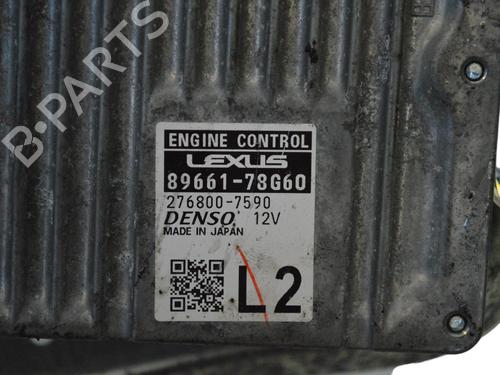 B-PARTS
ENGINE CONTROL
LEXUS
89661-78G60
276800-7590
DENSO 12V
MADE IN JAPAN
L2